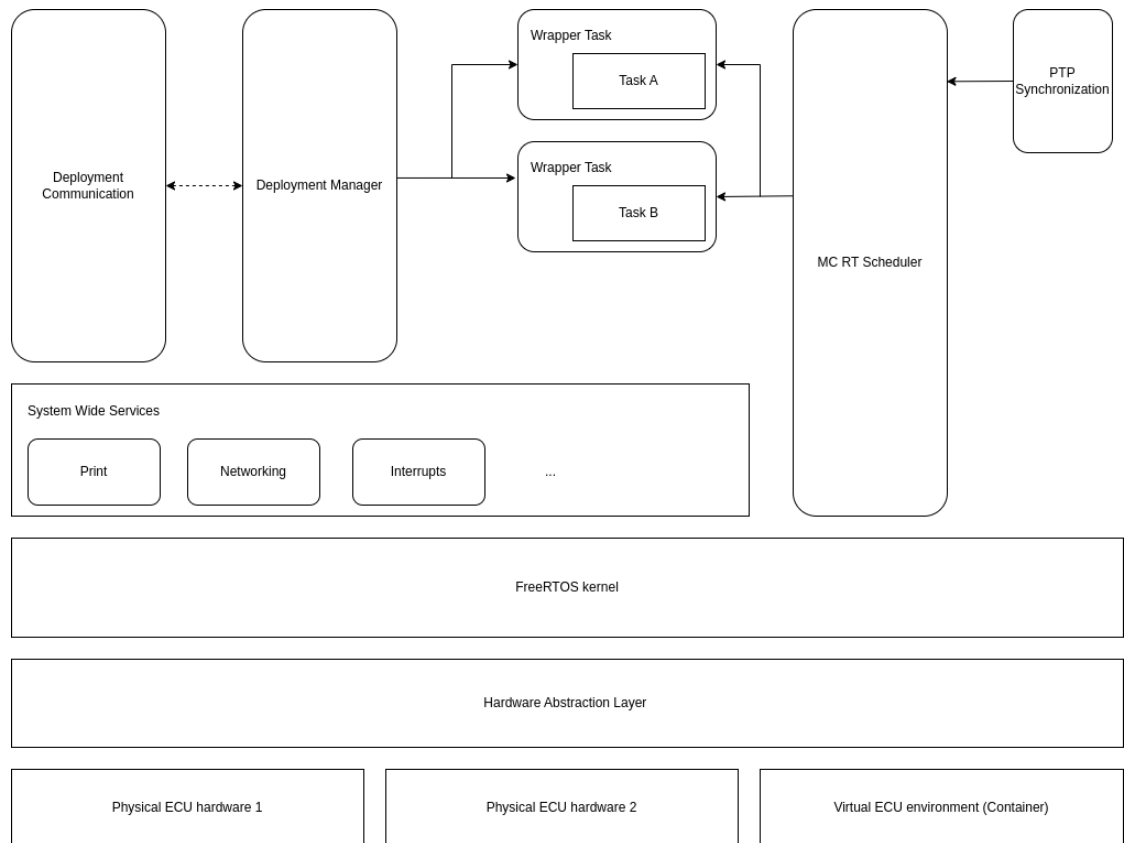 Wrapper Task
Task A
PTP
Synchronization
Deployment
Communication
Deployment Manager
Wrapper Task
Task B
MC RT Scheduler
System Wide Services
Print
Networking
Interrupts
...
FreeRTOS kernel
Hardware Abstraction Layer
Physical ECU hardware 1
Physical ECU hardware 2
Virtual ECU environment (Container)